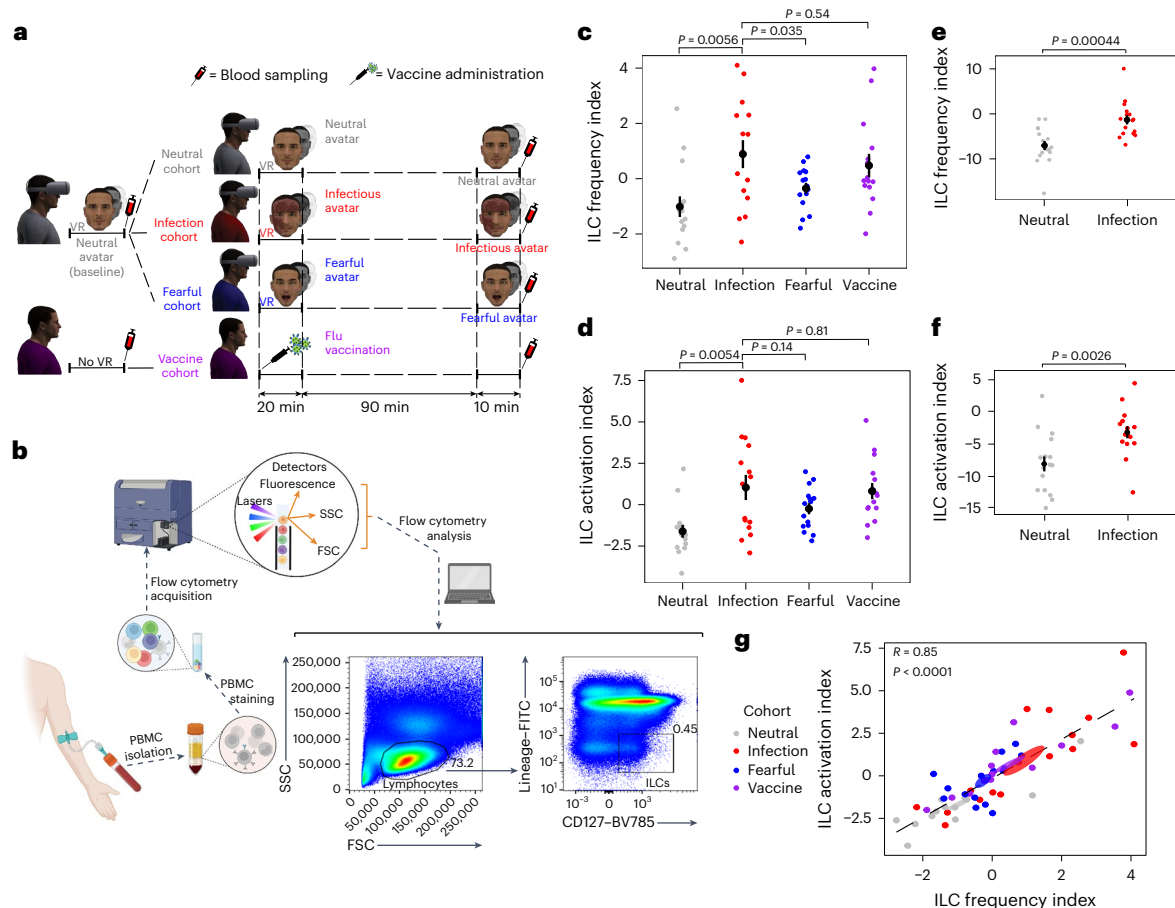 a
= Blood sampling
= Vaccine administration
VR
Neutral
avatar
(baseline)
Neutral
cohort
VR
Neutral
avatar
Neutral avatar
Infection
cohort
VR
Infectious
avatar
Infectious avatar
Fearful
cohort
VR
Fearful
avatar
Fearful avatar
No VR
Vaccine
cohort
Flu
vaccination
20 min
90 min
10 min
b
Detectors
Fluorescence
Lasers
SSC
FSC
Flow cytometry
analysis
Flow cytometry
acquisition
PBMC
staining
PBMC
isolation
250,000
200,000
150,000
100,000
50,000
0
SSC
73.2
Lymphocytes
0
50,000
100,000
150,000
200,000
250,000
FSC
10⁵
10⁴
10³
10²
10¹
Lineage–FITC
0.45
ILCs
10⁻³
10³
CD127–BV785
c
P = 0.54
P = 0.0056
P = 0.035
4
2
0
−2
ILC frequency index
Neutral
Infection
Fearful
Vaccine
d
P = 0.81
P = 0.0054
P = 0.14
7.5
5.0
2.5
0
−2.5
ILC activation index
Neutral
Infection
Fearful
Vaccine
e
P = 0.00044
10
0
−10
ILC frequency index
Neutral
Infection
f
P = 0.0026
5
0
−5
−10
−15
ILC activation index
Neutral
Infection
g
Cohort
Neutral
Infection
Fearful
Vaccine
R = 0.85
P < 0.0001
7.5
5.0
2.5
0
−2.5
ILC activation index
−2
0
2
4
ILC frequency index